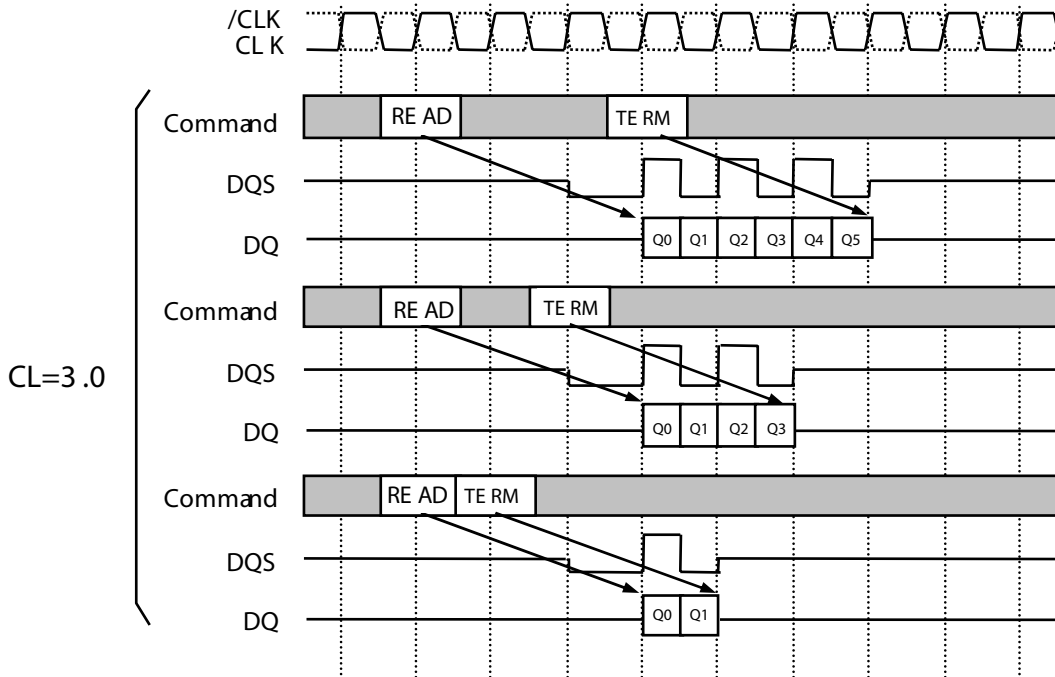 /CLK
CL K
Command RE AD TE RM
DQS
DQ Q0 Q1 Q2 Q3 Q4 Q5
Command RE AD TE RM
CL=3 .0
DQS
DQ Q0 Q1 Q2 Q3
Command RE AD TE RM
DQS
DQ Q0 Q1